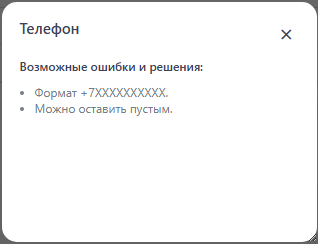 Телефон
Возможные ошибки и решения:
• Формат +7XXXXXXXXXX.
• Можно оставить пустым.